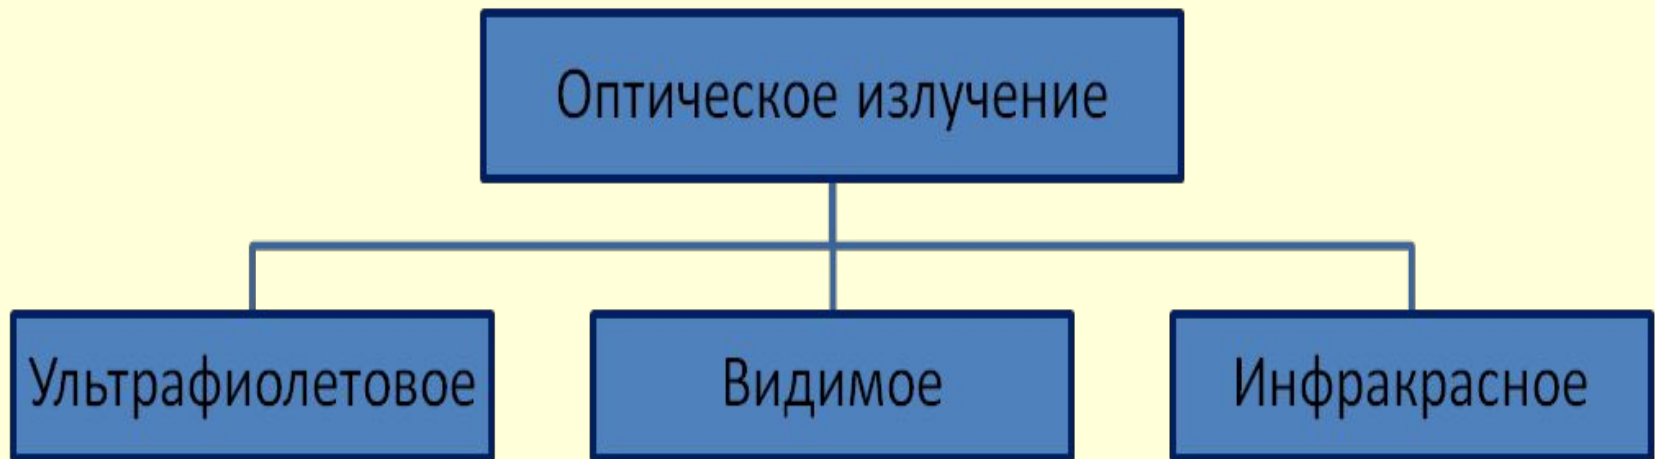 Оптическое излучение
Ультрафиолетовое
Видимое
Инфракрасное